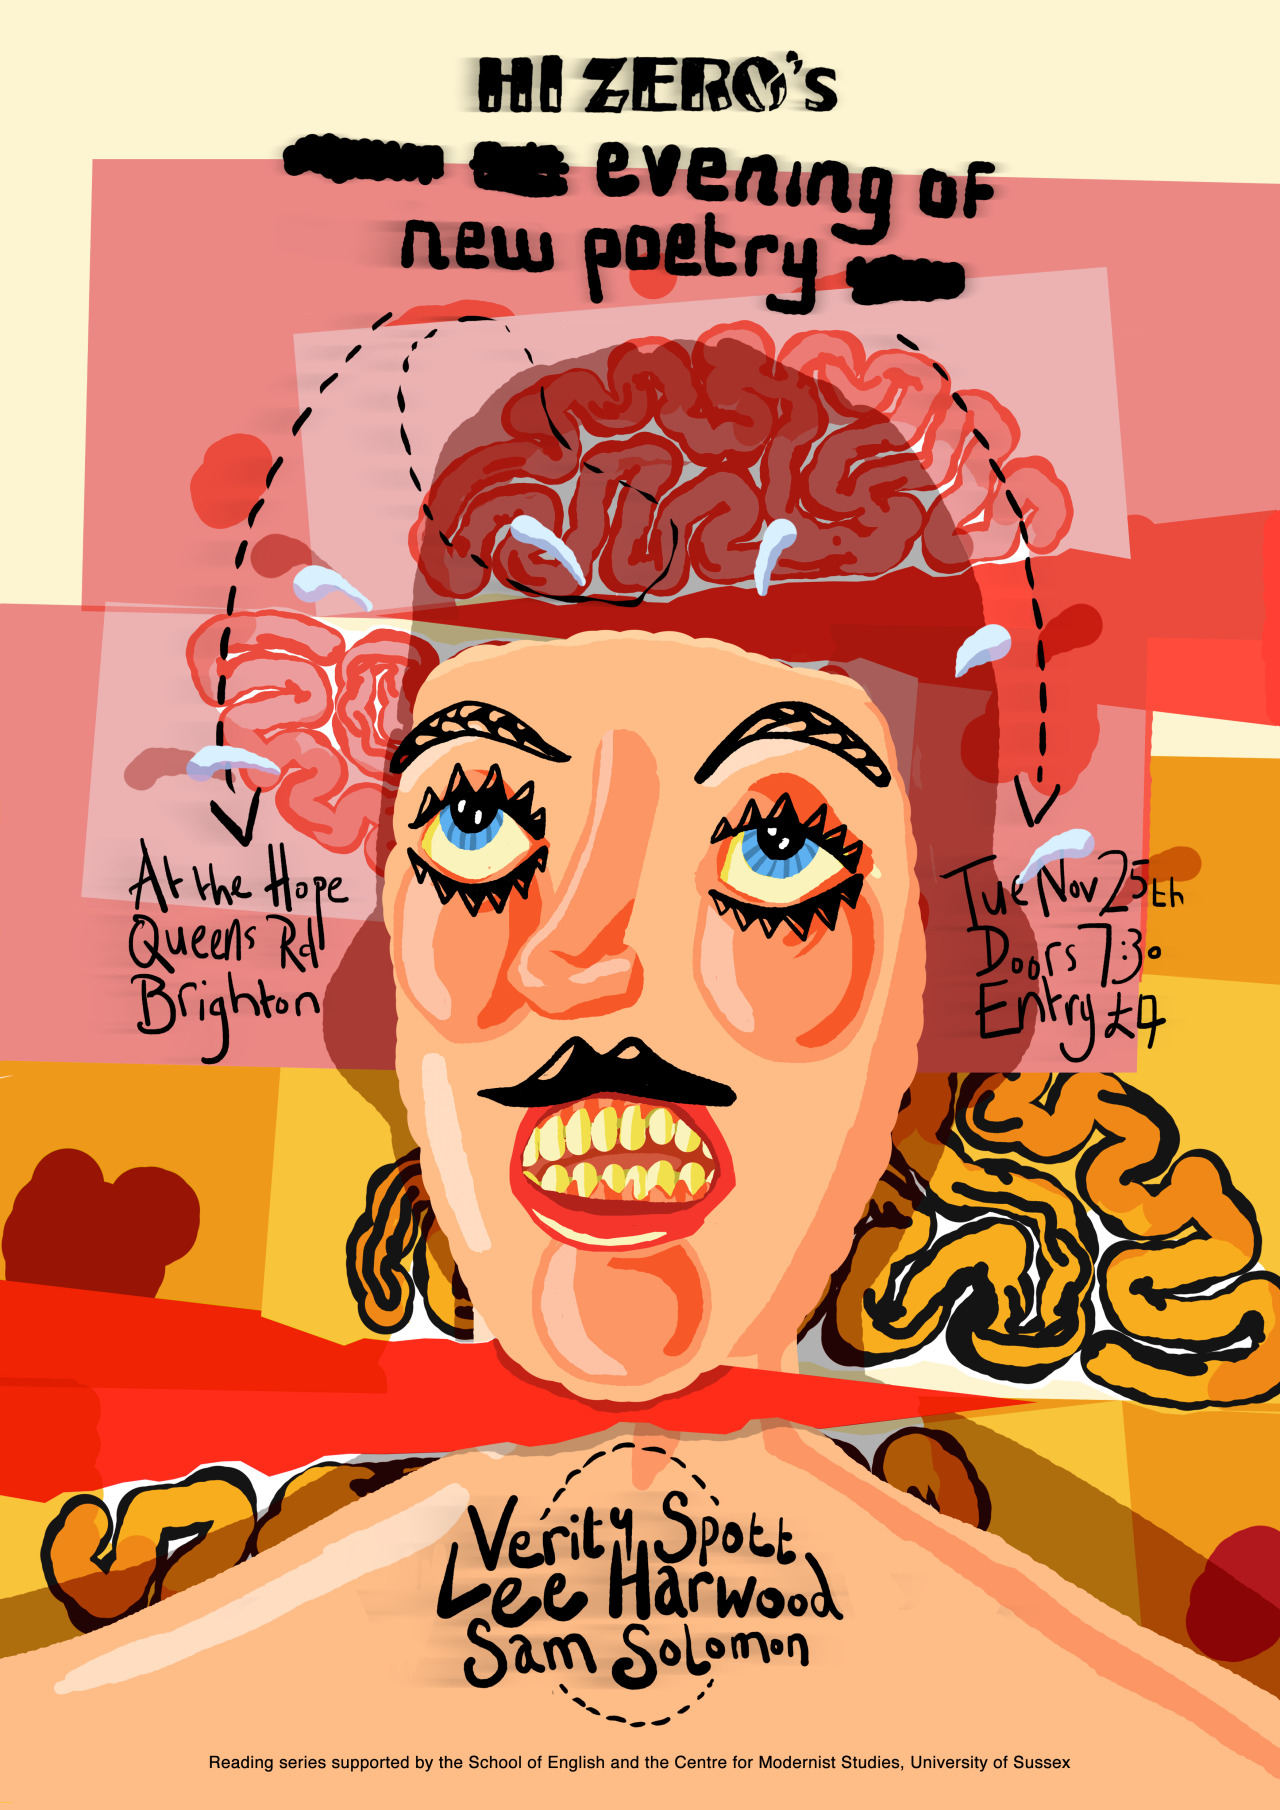 HI ZERO's
evening of
new poetry
At the Hope
Queens Rd
Brighton
Tue Nov 25th
Doors 7:30
Entry £4
Verity Spott
Lee Harwood
Sam Solomon
Reading series supported by the School of English and the Centre for Modernist Studies, University of Sussex